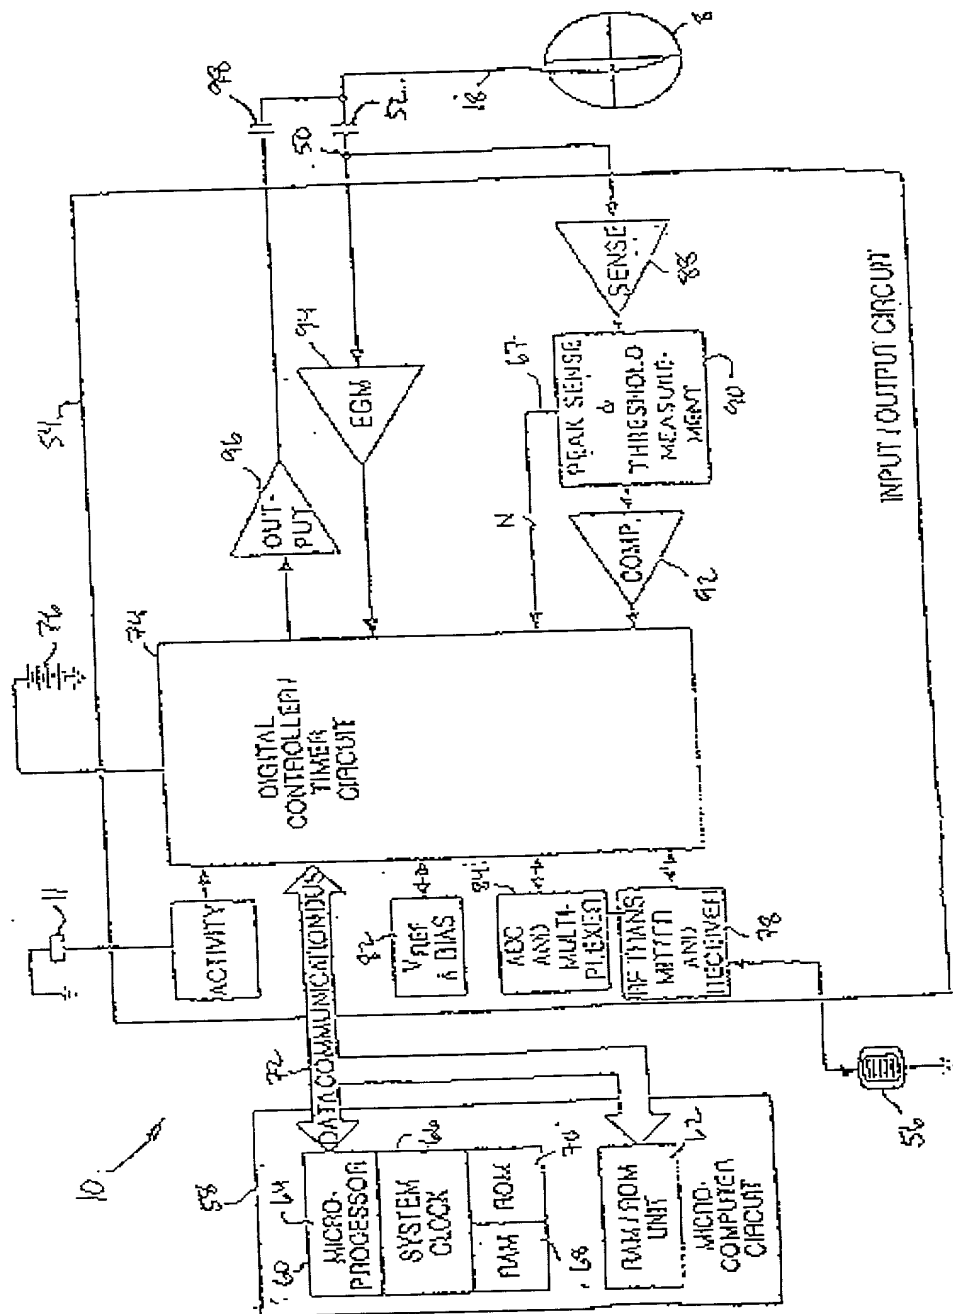 10
58
60
64
MICRO-
PROCESSOR
66
SYSTEM
CLOCK
RAM
ROM
68
70
62
RAM / ROM
UNIT
MICRO-
COMPUTER
CIRCUIT
56
72
DATA COMMUNICATION BUS
11
ACTIVITY
82
VREF
& BIAS
84
ADC AND
MULTI-
PLEXER
RF TRANS
MITTER
AND
RECEIVER
78
76
74
DIGITAL
CONTROLLER /
TIMER
CIRCUIT
54
96
OUT-
PUT
94
EGM
N
67
COMP.
92
PEAK SENSE
&
THRESHOLD
MEASURE-
MENT
90
SENSE
88
INPUT / OUTPUT CIRCUIT
98
50
52
18
8